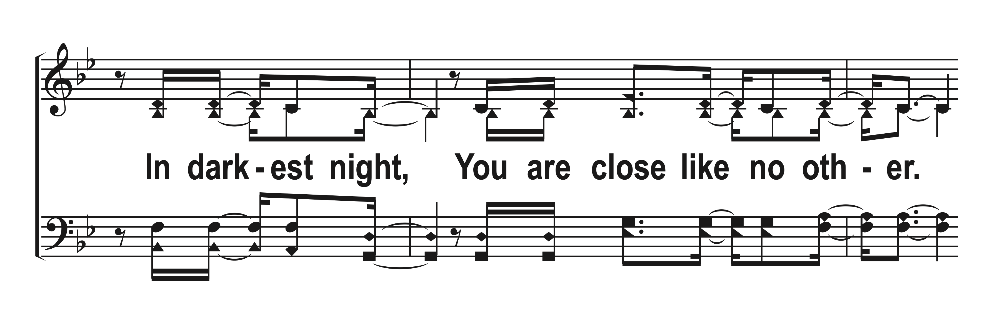 In dark - est night, You are close like no oth - er.